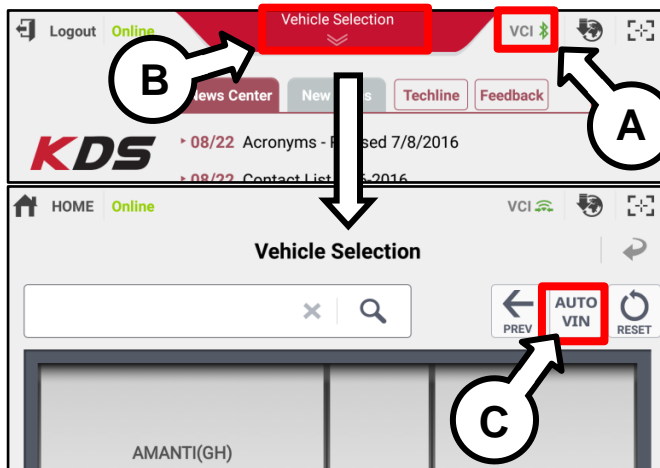 Vehicle Selection
Logout Online VCI
B
A
News Center New Techline Feedback
KDS
08/22 Acronyms - 7/8/2016
08/22 Contact List 2016
HOME Online VCI
Vehicle Selection
PREV AUTO VIN RESET
C
AMANTI(GH)